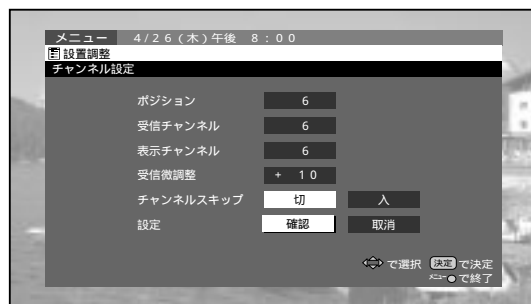 メニュー 4/26(木)午後 8:00
設置調整
チャンネル設定
ポジション 6
受信チャンネル 6
表示チャンネル 6
受信微調整 + 10
チャンネルスキップ 切 入
設定 確認 取消
で選択 決定 で決定
メニュー で終了